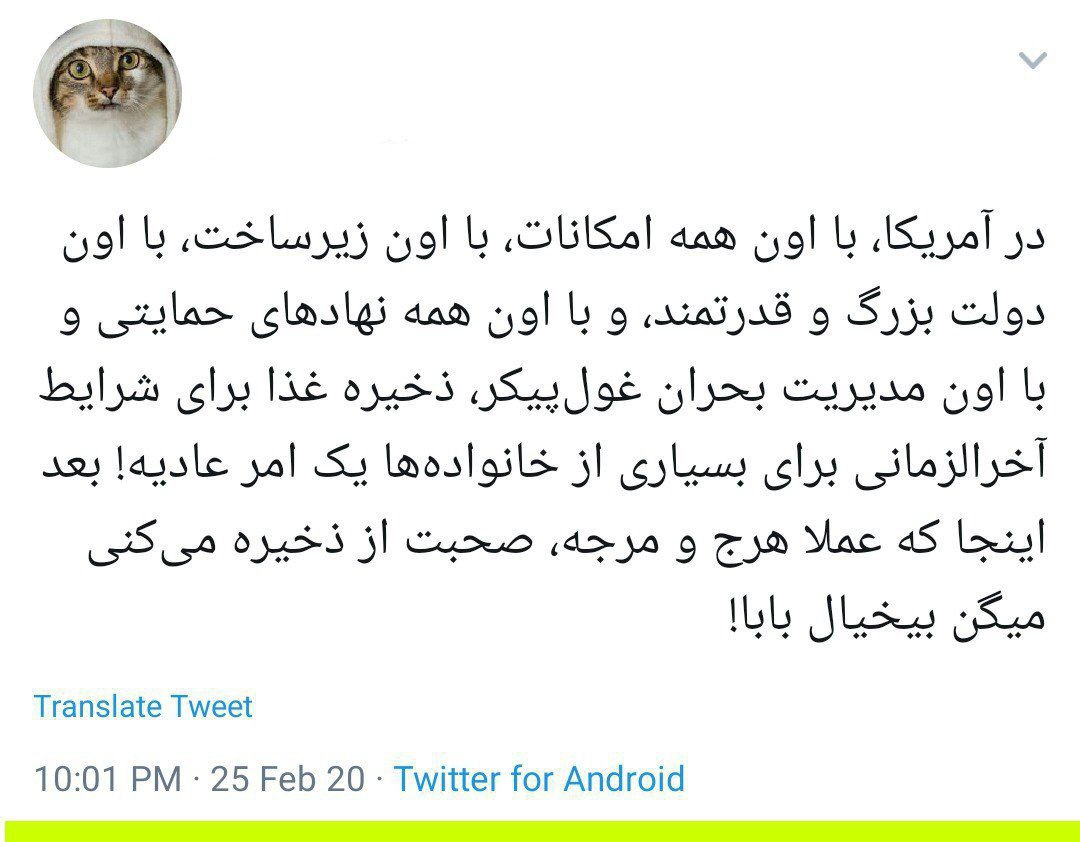 در آمریکا، با اون همه امکانات، با اون زیرساخت، با اون
دولت بزرگ و قدرتمند، و با اون همه نهادهای حمایتی و
با اون مدیریت بحران غول‌پیکر، ذخیره غذا برای شرایط
آخرالزمانی برای بسیاری از خانواده‌ها یک امر عادیه! بعد
اینجا که عملا هرج و مرجه، صحبت از ذخیره می‌کنی
میگن بیخیال بابا!
Translate Tweet
10:01 PM · 25 Feb 20 · Twitter for Android